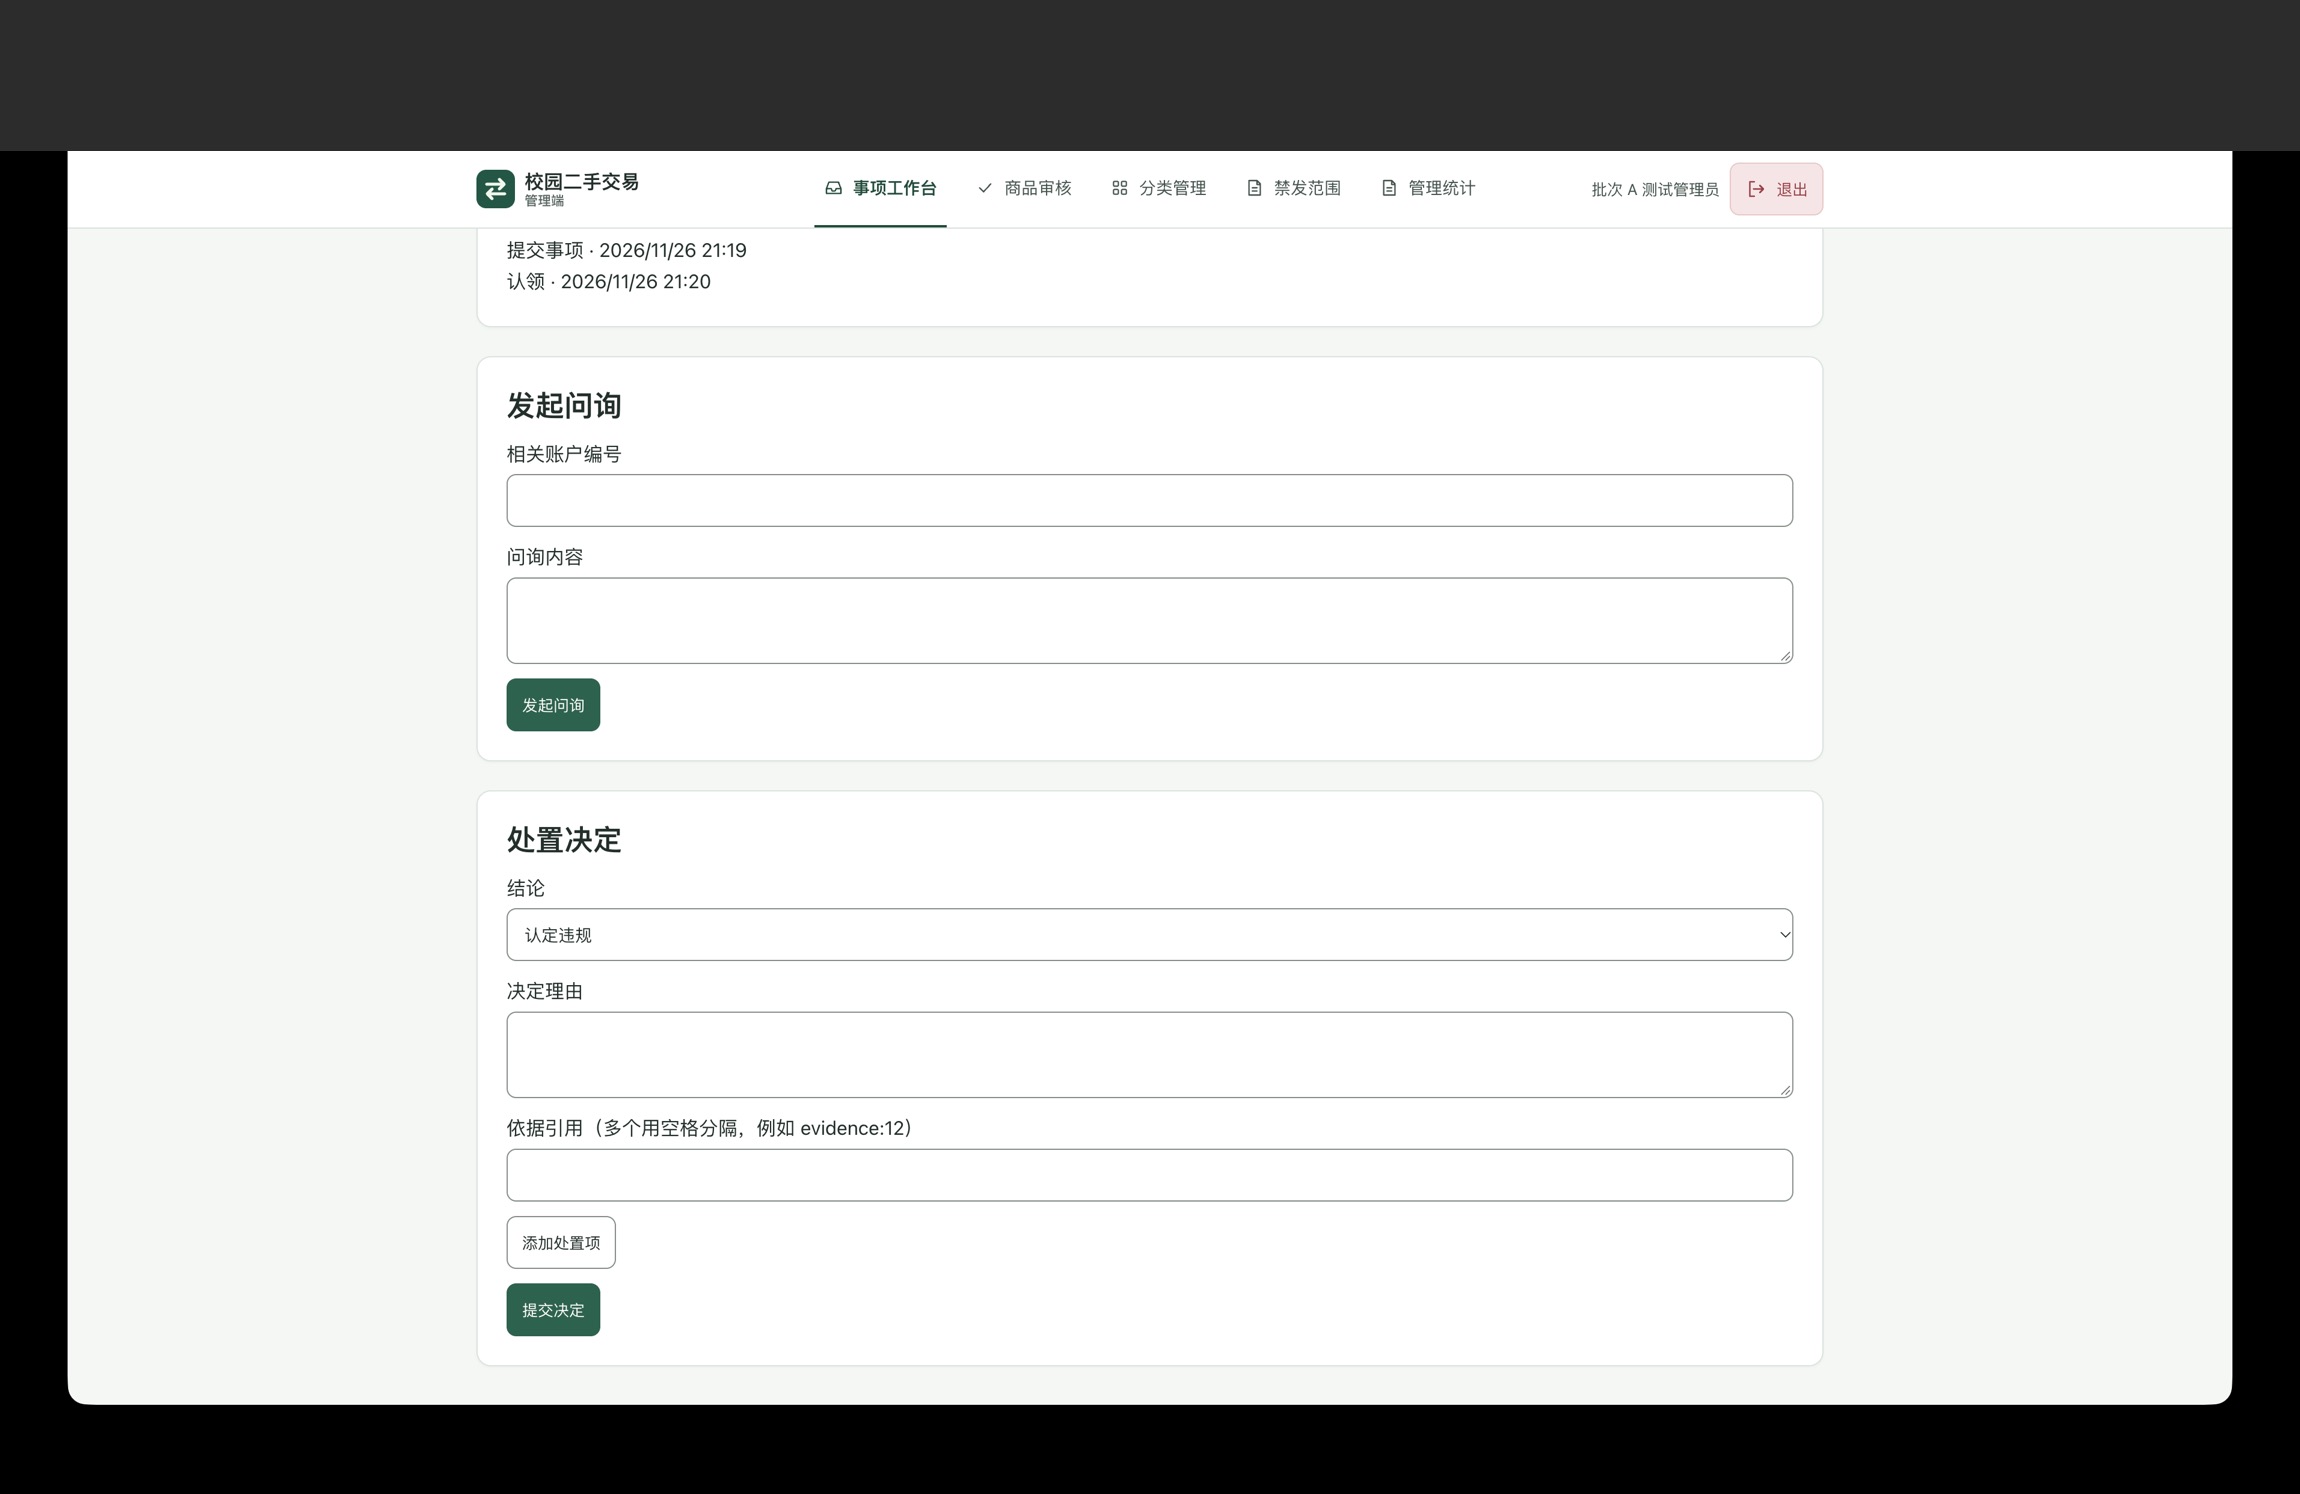 校园二手交易
管理端
事项工作台
商品审核
分类管理
禁发范围
管理统计
批次 A 测试管理员
退出
提交事项 · 2026/11/26 21:19
认领 · 2026/11/26 21:20
发起问询
相关账户编号
问询内容
发起问询
处置决定
结论
认定违规
决定理由
依据引用（多个用空格分隔，例如 evidence:12）
添加处置项
提交决定